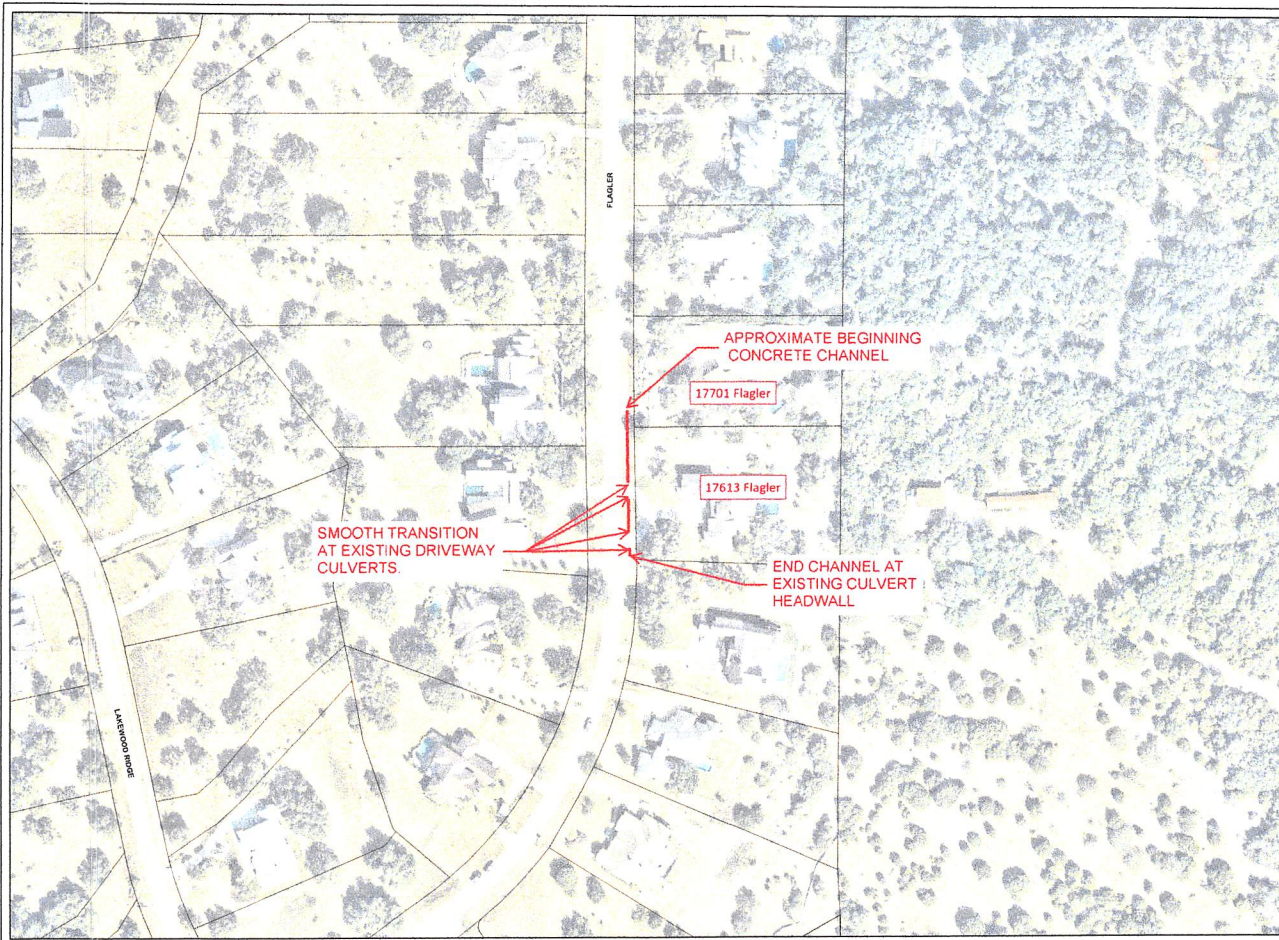 FLAGLER
APPROXIMATE BEGINNING
CONCRETE CHANNEL
17701 Flagler
17613 Flagler
SMOOTH TRANSITION
AT EXISTING DRIVEWAY
CULVERTS.
END CHANNEL AT
EXISTING CULVERT
HEADWALL
LAKEWOOD RIDGE